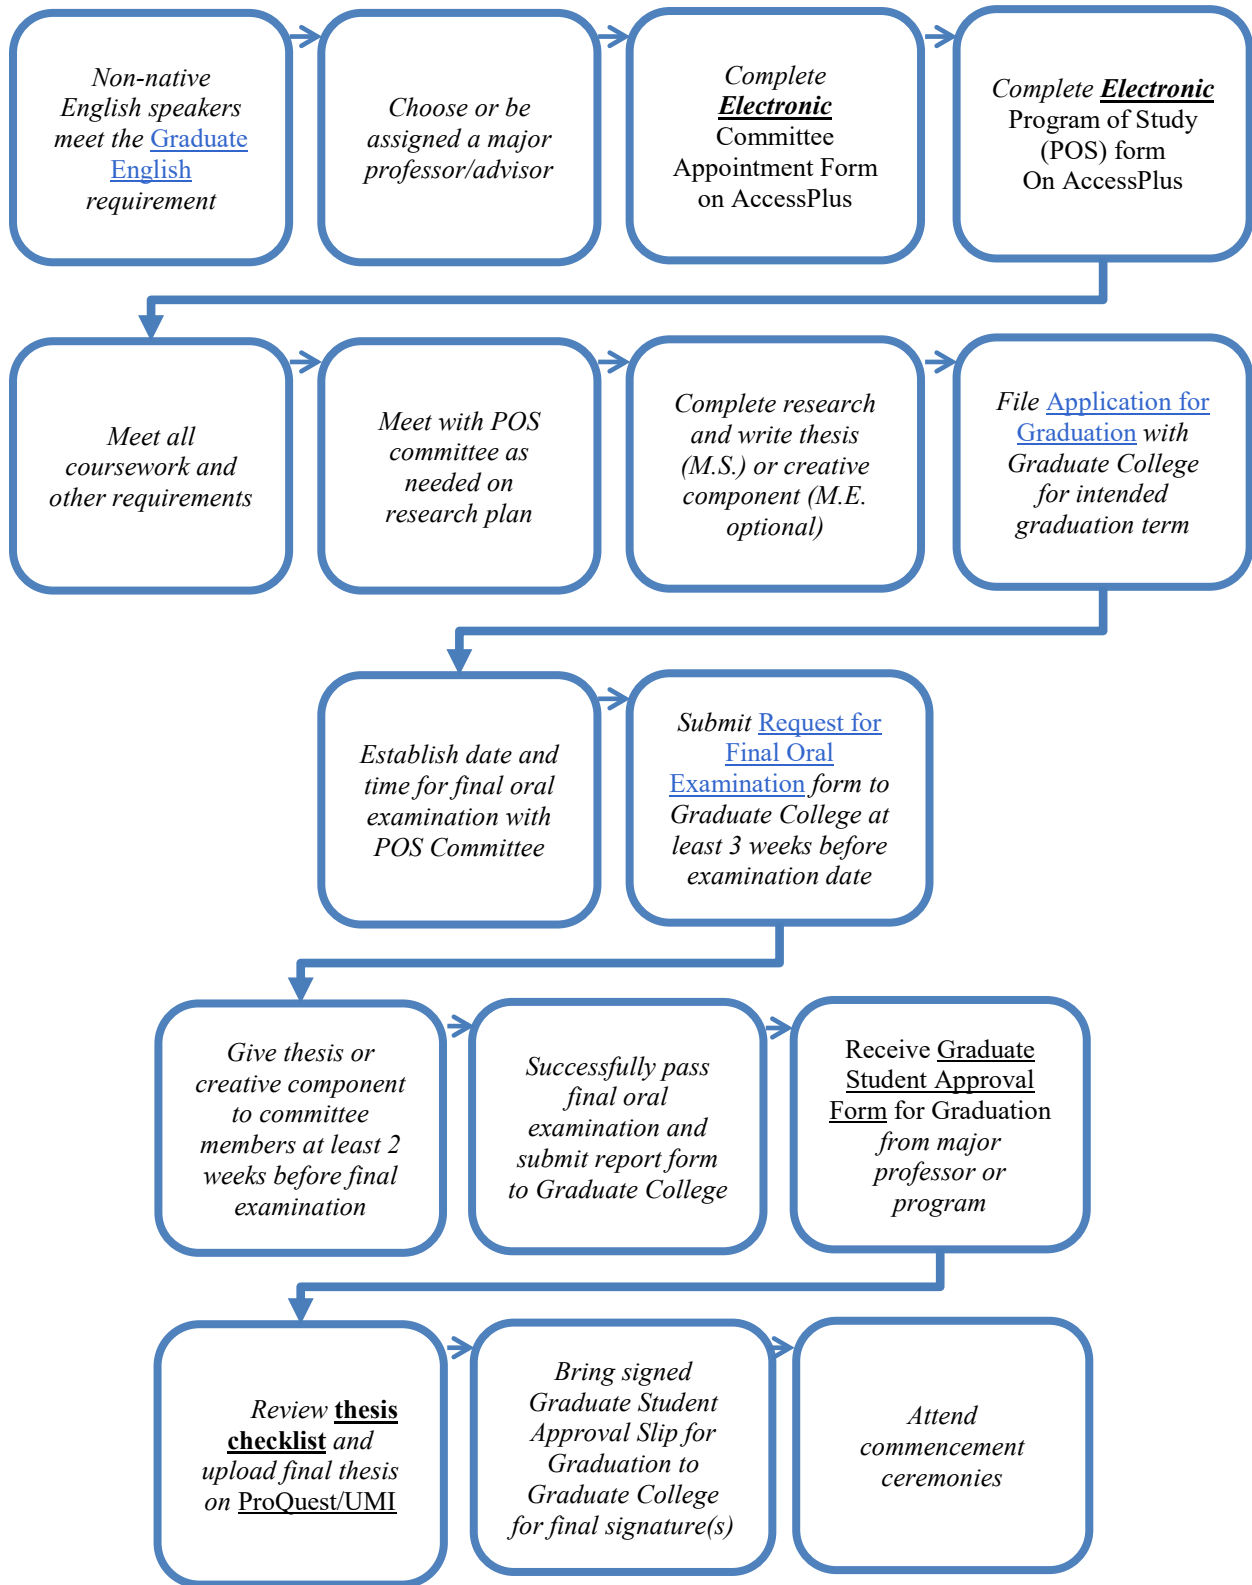 Non-native
English speakers
meet the Graduate
English
requirement
Choose or be
assigned a major
professor/advisor
Complete
Electronic
Committee
Appointment Form
on AccessPlus
Complete Electronic
Program of Study
(POS) form
On AccessPlus
Meet all
coursework and
other requirements
Meet with POS
committee as
needed on
research plan
Complete research
and write thesis
(M.S.) or creative
component (M.E.
optional)
File Application for
Graduation with
Graduate College
for intended
graduation term
Establish date and
time for final oral
examination with
POS Committee
Submit Request for
Final Oral
Examination form to
Graduate College at
least 3 weeks before
examination date
Give thesis or
creative component
to committee
members at least 2
weeks before final
examination
Successfully pass
final oral
examination and
submit report form
to Graduate College
Receive Graduate
Student Approval
Form for Graduation
from major
professor or
program
Review thesis
checklist and
upload final thesis
on ProQuest/UMI
Bring signed
Graduate Student
Approval Slip for
Graduation to
Graduate College
for final signature(s)
Attend
commencement
ceremonies